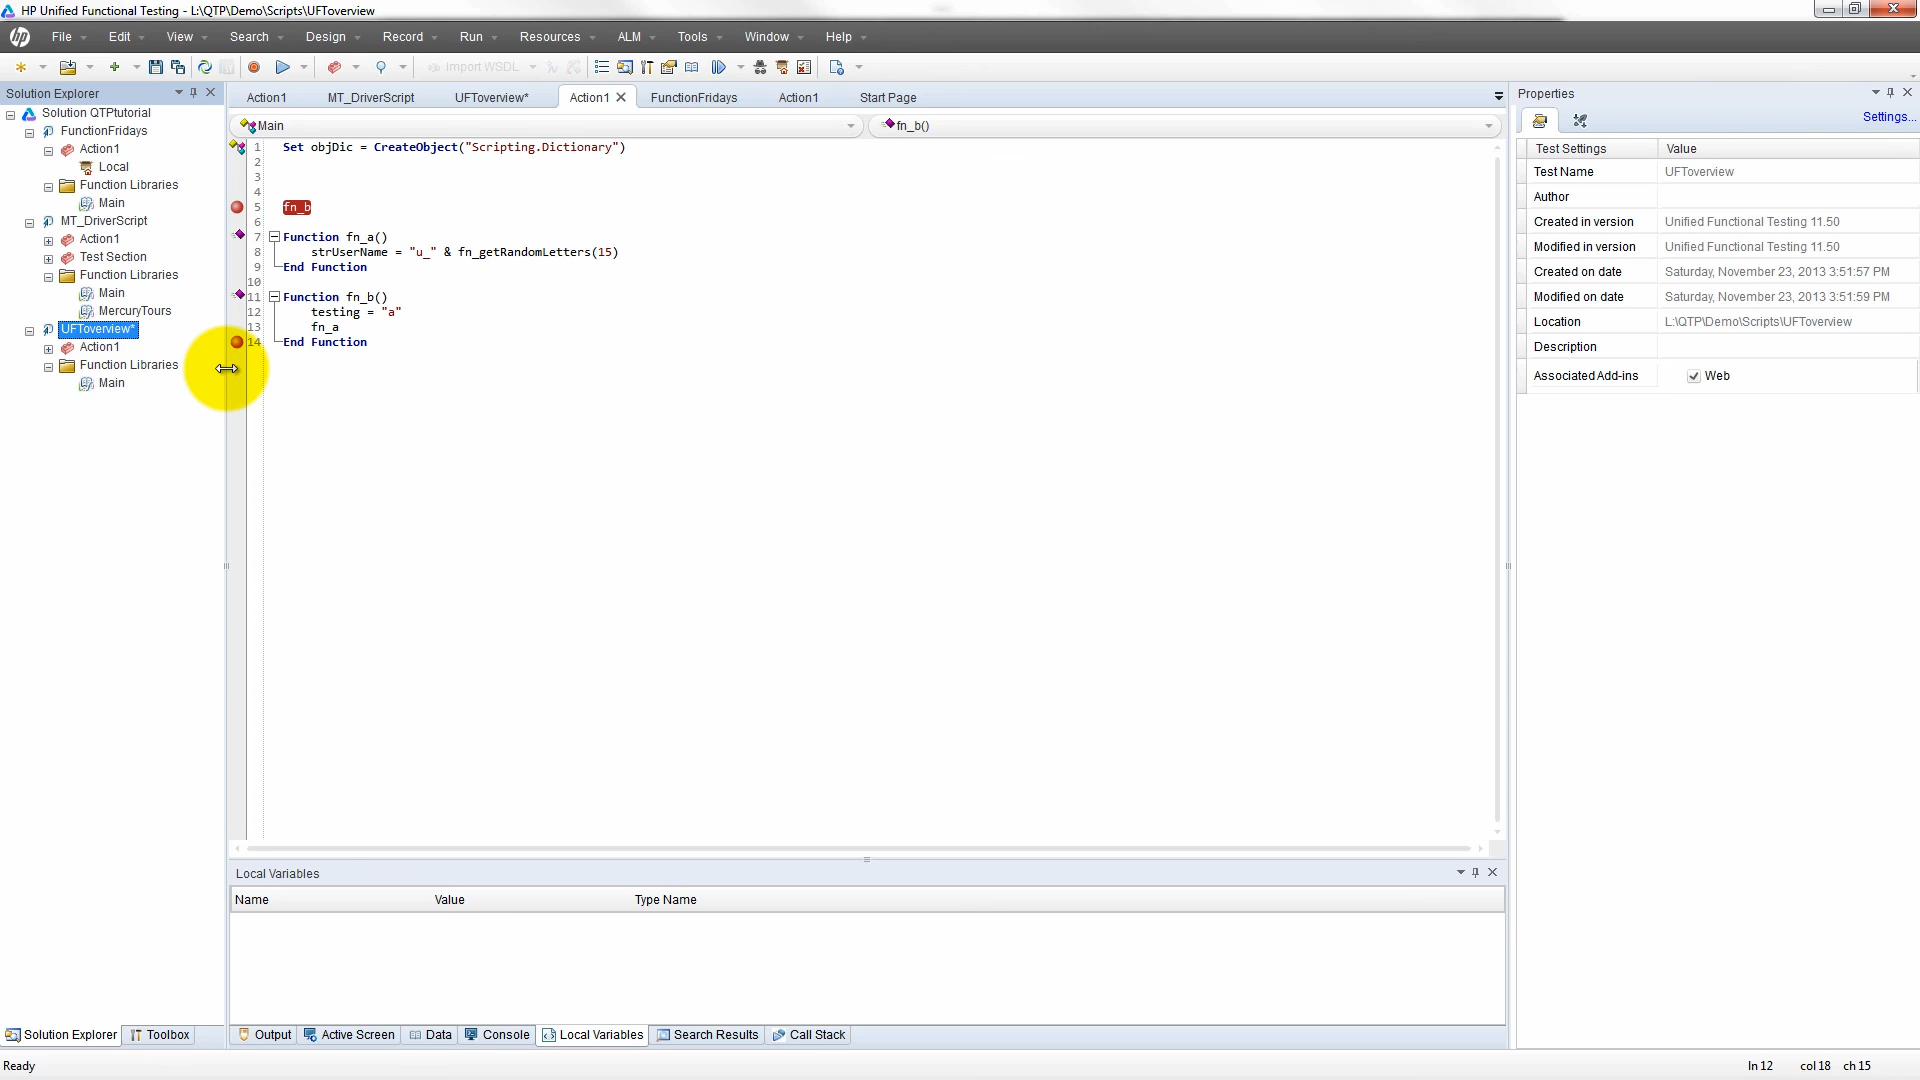 HP Unified Functional Testing - L:\QTP\Demo\Scripts\UFToverview
File Edit View Search Design Record Run Resources ALM Tools Window Help
Import WSDL
Solution Explorer
Solution QTPtutorial
FunctionFridays
Action1
Local
Function Libraries
Main
MT_DriverScript
Action1
Test Section
Function Libraries
Main
MercuryTours
UFToverview*
Action1
Function Libraries
Main
Solution Explorer Toolbox
Action1 MT_DriverScript UFToverview* Action1 FunctionFridays Action1 Start Page
Main fn_b()
1 Set objDic = CreateObject("Scripting.Dictionary")
2
3
4
5 fn_b
6
7 Function fn_a()
8 strUserName = "u_" & fn_getRandomLetters(15)
9 End Function
10
11 Function fn_b()
12 testing = "a"
13 fn_a
14 End Function
Local Variables
Name Value Type Name
Output Active Screen Data Console Local Variables Search Results Call Stack
Properties
Settings...
Test Settings Value
Test Name UFToverview
Author
Created in version Unified Functional Testing 11.50
Modified in version Unified Functional Testing 11.50
Created on date Saturday, November 23, 2013 3:51:57 PM
Modified on date Saturday, November 23, 2013 3:51:59 PM
Location L:\QTP\Demo\Scripts\UFToverview
Description
Associated Add-ins Web
Ready ln 12 col 18 ch 15